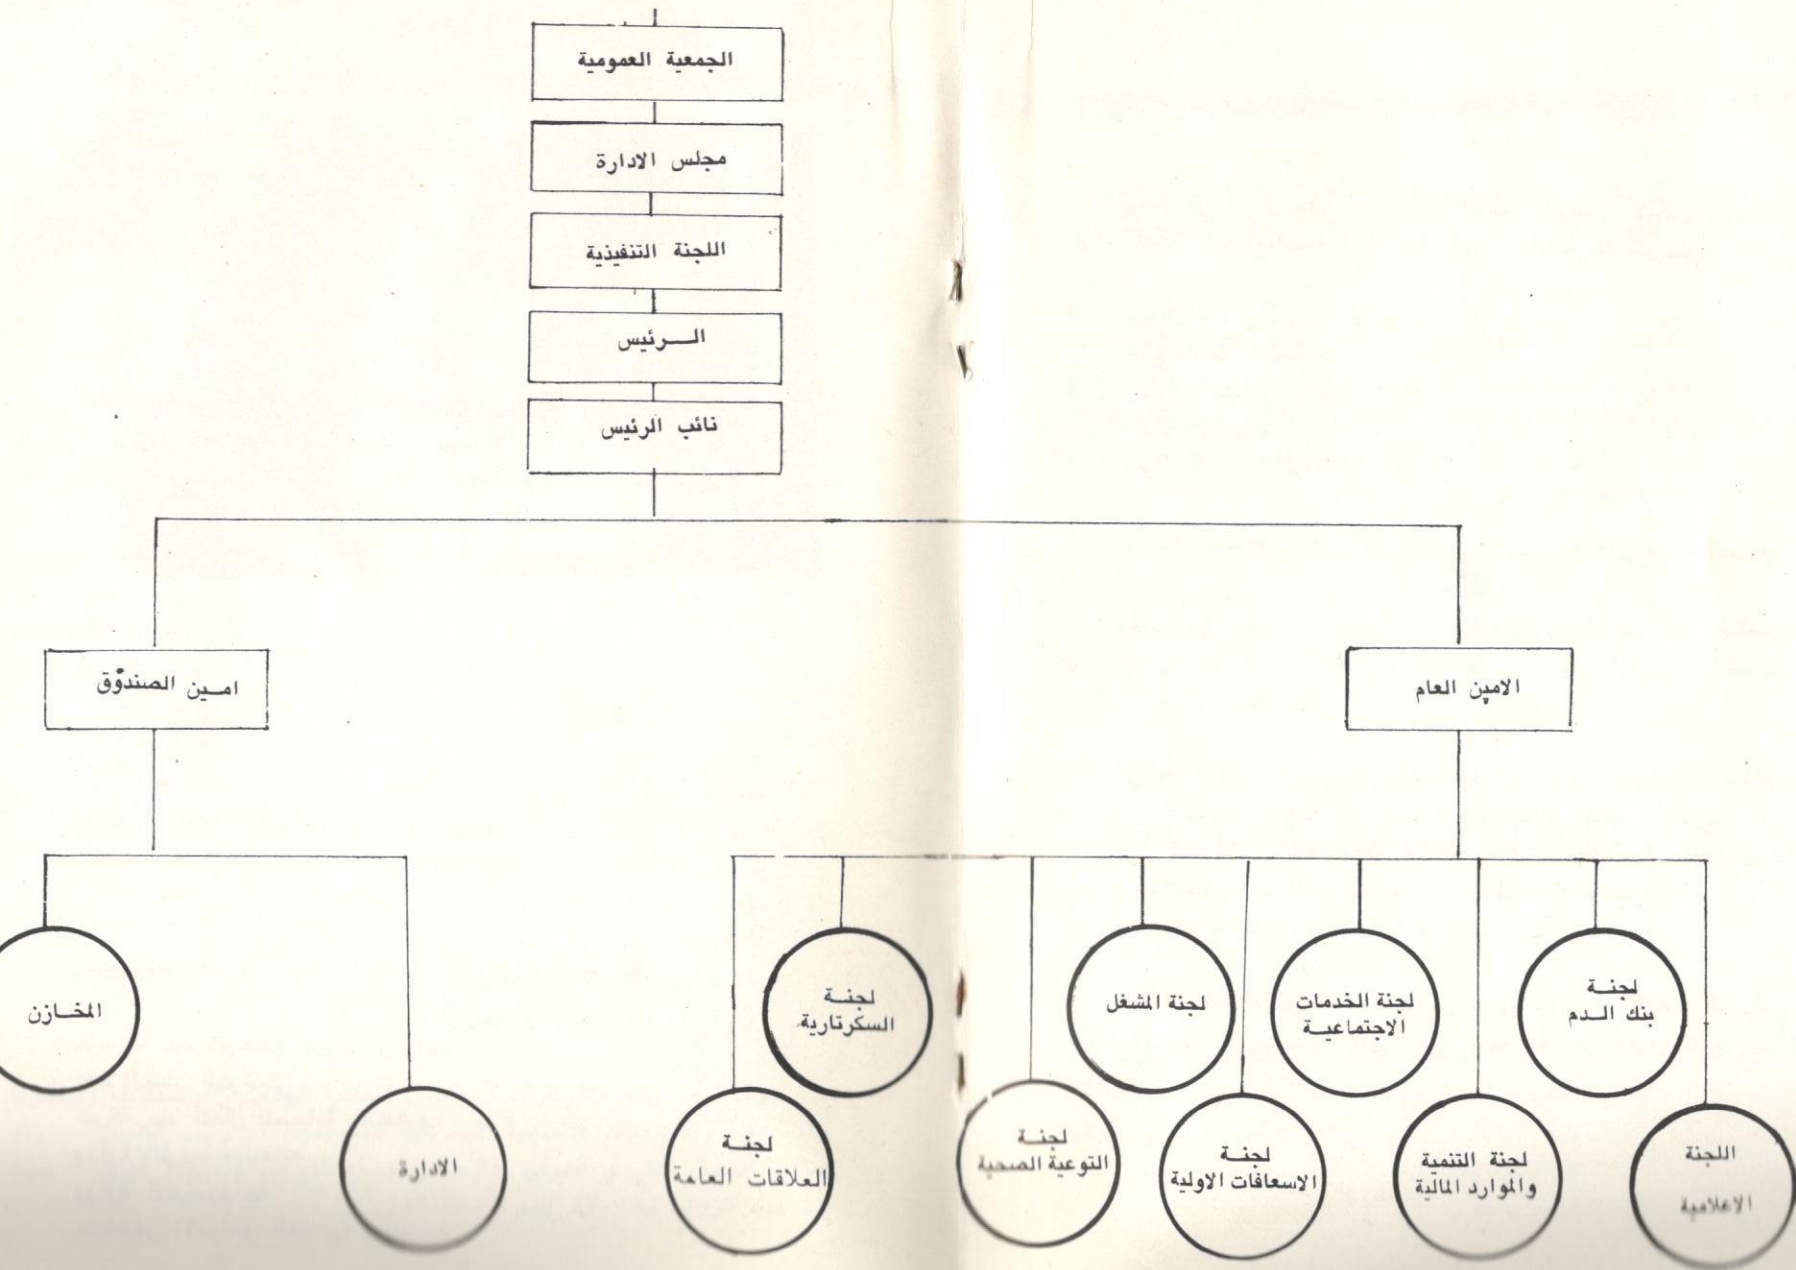 الجمعية العمومية
مجلس الادارة
اللجنة التنفيذية
الـــرئيس
نائب الرئيس
الامين العام
امــين الصندوق
لجنــة
بنك الــدم
لجنة الخدمات
الاجتماعيــة
لجنة المشغل
لجنــة
السكرتارية
المخــازن
اللجنة
الاعلامية
لجنة التنمية
والموارد المالية
لجنــة
الاسعافات الاولية
لجنــة
التوعية الصحية
لجنــة
العلاقات العامة
الادارة